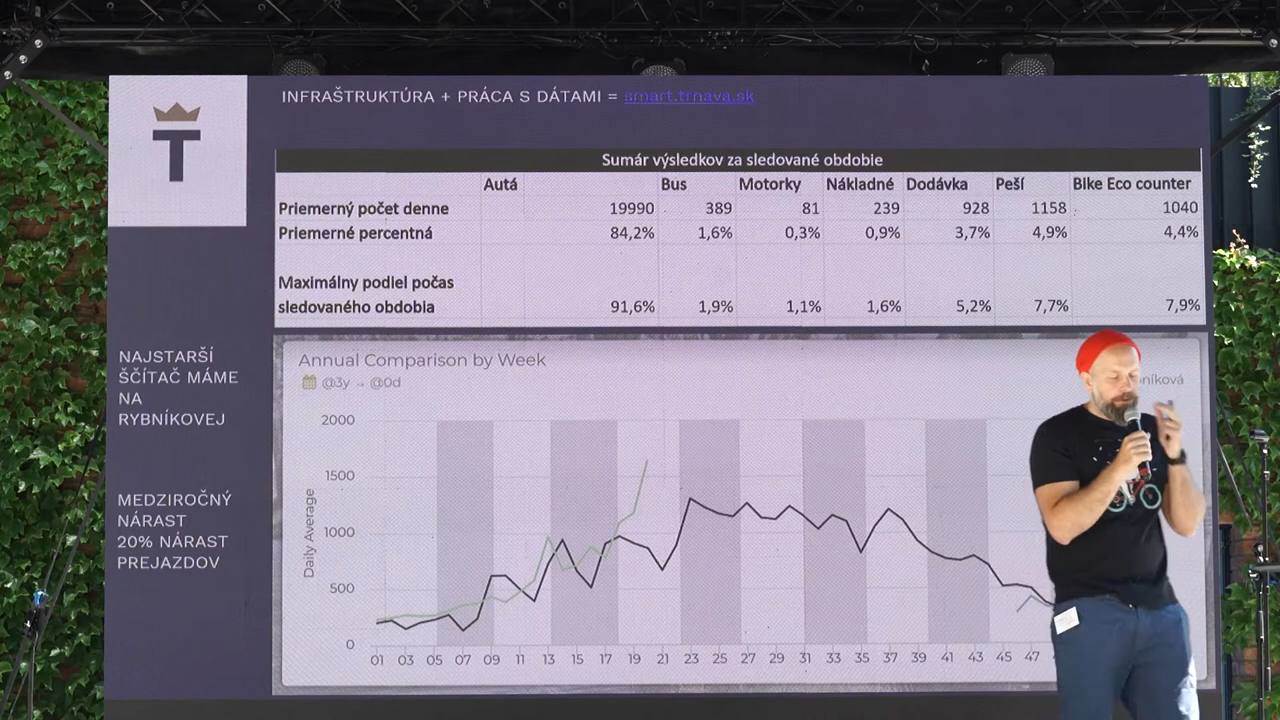 T
INFRAŠTRUKTÚRA + PRÁCA S DÁTAMI = smart.trnava.sk
Sumár výsledkov za sledované obdobie
Autá Bus Motorky Nákladné Dodávka Peší Bike Eco counter
Priemerný počet denne 19990 389 81 239 928 1158 1040
Priemerné percentná 84,2% 1,6% 0,3% 0,9% 3,7% 4,9% 4,4%
Maximálny podiel počas
sledovaného obdobia 91,6% 1,9% 1,1% 1,6% 5,2% 7,7% 7,9%
NAJSTARŠÍ
ŠČÍTAČ MÁME
NA
RYBNÍKOVEJ
MEDZIROČNÝ
NÁRAST
20% NÁRAST
PREJAZDOV
Annual Comparison by Week
@3y → @0d
Daily Average
2000
1500
1000
500
0
01 03 05 07 09 11 13 15 17 19 21 23 25 27 29 31 33 35 37 39 41 43 45 47